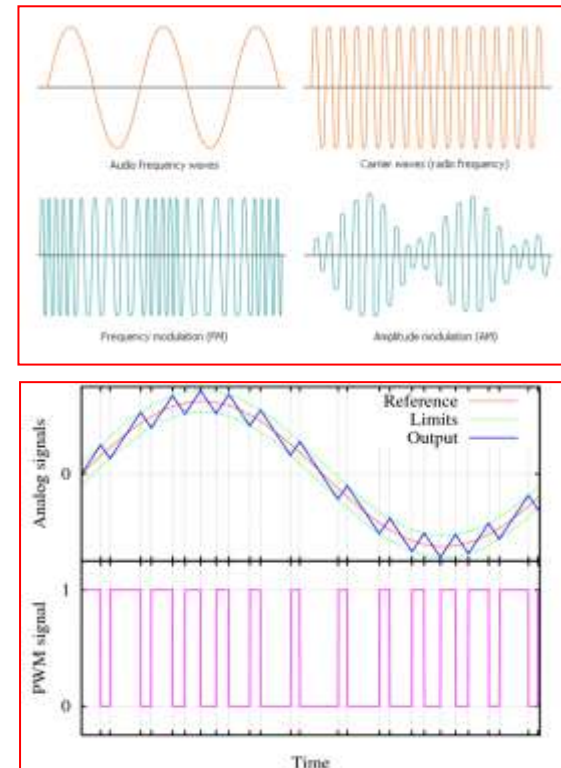 Audio Frequency waves
Carrier waves (radio frequency)
Frequency modulation (FM)
Amplitude modulation (AM)
Reference
Limits
Output
Analog signals
0
PWM signal
1
0
Time